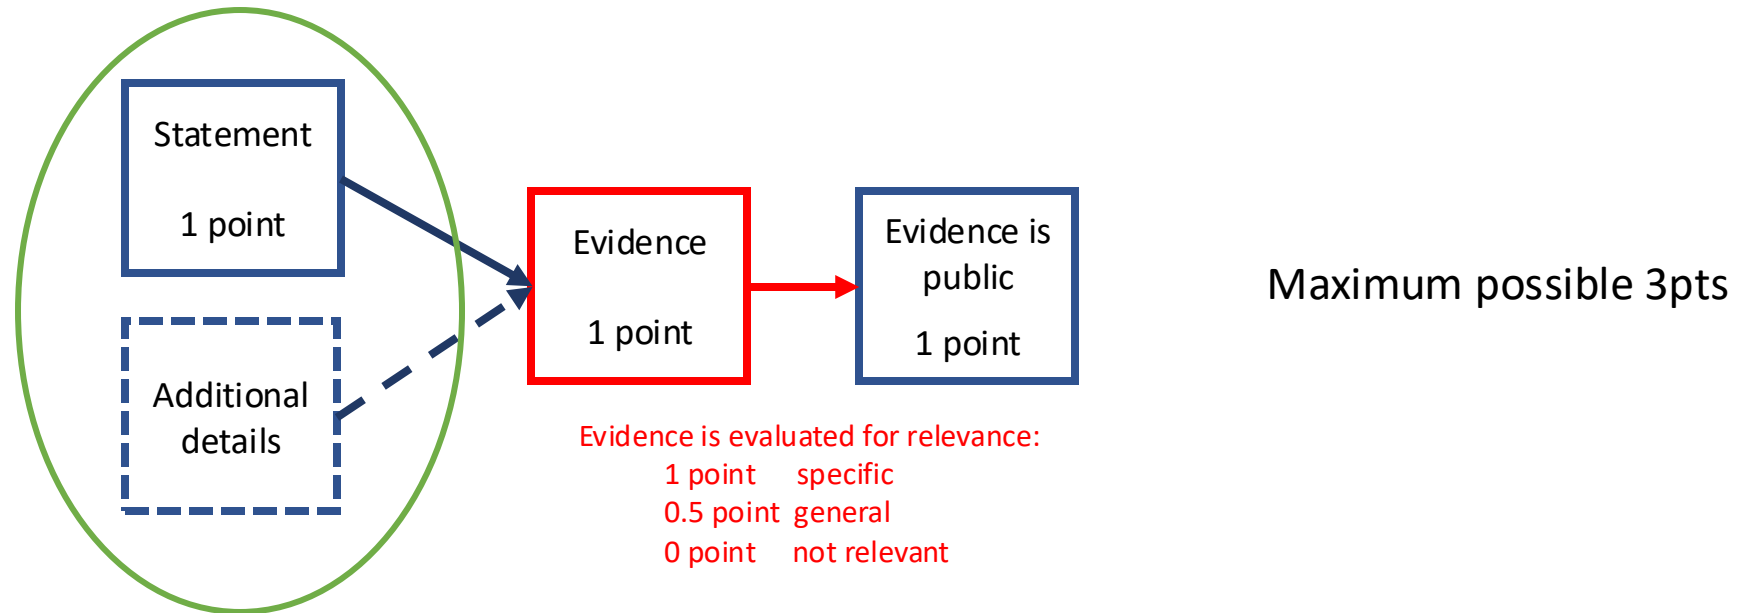 Statement
1 point
Additional
details
Evidence
1 point
Evidence is
public
1 point
Evidence is evaluated for relevance:
1 point specific
0.5 point general
0 point not relevant
Maximum possible 3pts